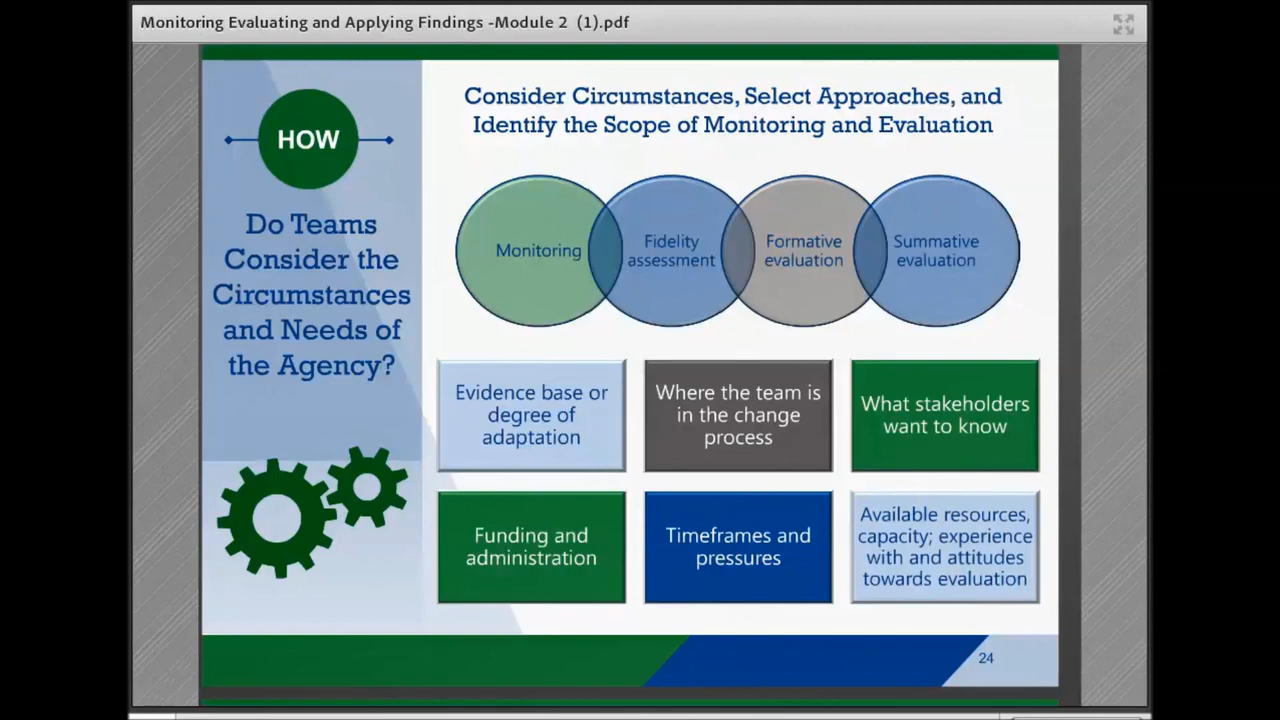 Monitoring Evaluating and Applying Findings -Module 2 (1).pdf
HOW
Do Teams
Consider the
Circumstances
and Needs of
the Agency?
Consider Circumstances, Select Approaches, and
Identify the Scope of Monitoring and Evaluation
Monitoring
Fidelity
assessment
Formative
evaluation
Summative
evaluation
Evidence base or
degree of
adaptation
Where the team is
in the change
process
What stakeholders
want to know
Funding and
administration
Timeframes and
pressures
Available resources,
capacity; experience
with and attitudes
towards evaluation
24